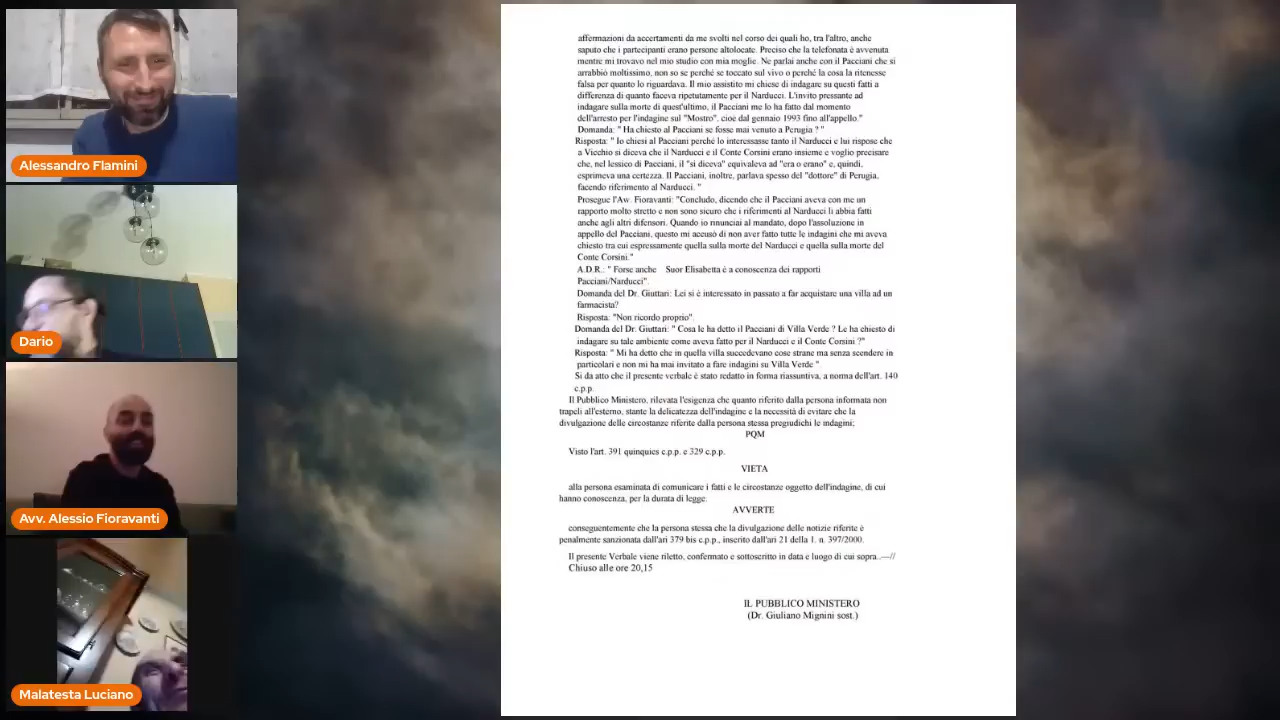 Alessandro Flamini
Dario
Avv. Alessio Fioravanti
Malatesta Luciano
affermazioni da accertamenti da me svolti nel corso dei quali ho, tra l'altro, anche
saputo che i partecipanti erano persone altolocate. Preciso che la telefonata è avvenuta
mentre mi trovavo nel mio studio con mia moglie. Ne parlai anche con il Pacciani che si
arrabbiò moltissimo, non so se perché se toccato sul vivo o perché la cosa la ritenesse
falsa per quanto lo riguardava. Il mio assistito mi chiese di indagare su questi fatti a
differenza di quanto faceva ripetutamente per il Narducci. L'invito pressante ad
indagare sulla morte di quest'ultimo, il Pacciani me lo ha fatto dal momento
dell'arresto per l'indagine sul "Mostro", cioè dal gennaio 1993 fino all'appello."
Domanda: " Ha chiesto al Pacciani se fosse mai venuto a Perugia ? "
Risposta: " Io chiesi al Pacciani perché lo interessasse tanto il Narducci e lui rispose che
a Vicchio si diceva che il Narducci e il Conte Corsini erano insieme e voglio precisare
che, nel lessico di Pacciani, il "si diceva" equivaleva ad "era o erano" e, quindi,
esprimeva una certezza. Il Pacciani, inoltre, parlava spesso del "dottore" di Perugia,
facendo riferimento al Narducci. "
Prosegue l'Aw. Fioravanti: "Concludo, dicendo che il Pacciani aveva con me un
rapporto molto stretto e non sono sicuro che i riferimenti al Narducci li abbia fatti
anche agli altri difensori. Quando io rinunciai al mandato, dopo l'assoluzione in
appello del Pacciani, questo mi accusò di non aver fatto tutte le indagini che mi aveva
chiesto tra cui espressamente quella sulla morte del Narducci e quella sulla morte del
Conte Corsini."
A.D.R.: " Forse anche Suor Elisabetta è a conoscenza dei rapporti
Pacciani/Narducci".
Domanda del Dr. Giuttari: Lei si è interessato in passato a far acquistare una villa ad un
farmacista?
Risposta: "Non ricordo proprio".
Domanda del Dr. Giuttari: " Cosa le ha detto il Pacciani di Villa Verde ? Le ha chiesto di
indagare su tale ambiente come aveva fatto per il Narducci e il Conte Corsini ?"
Risposta: " Mi ha detto che in quella villa succedevano cose strane ma senza scendere in
particolari e non mi ha mai invitato a fare indagini su Villa Verde "
Si da atto che il presente verbale è stato redatto in forma riassuntiva, a norma dell'art. 140
c.p.p.
Il Pubblico Ministero, rilevata l'esigenza che quanto riferito dalla persona informata non
trapeli all'esterno, stante la delicatezza dell'indagine e la necessità di evitare che la
divulgazione delle circostanze riferite dalla persona stessa pregiudichi le indagini;
PQM
Visto l'art. 391 quinquies c.p.p. e 329 c.p.p.
VIETA
alla persona esaminata di comunicare i fatti e le circostanze oggetto dell'indagine, di cui
hanno conoscenza, per la durata di legge.
AVVERTE
conseguentemente che la persona stessa che la divulgazione delle notizie riferite è
penalmente sanzionata dall'ari 379 bis c.p.p., inserito dall'ari 21 della 1. n. 397/2000.
Il presente Verbale viene riletto, confermato e sottoscritto in data e luogo di cui sopra..—//
Chiuso alle ore 20,15
IL PUBBLICO MINISTERO
(Dr. Giuliano Mignini sost.)